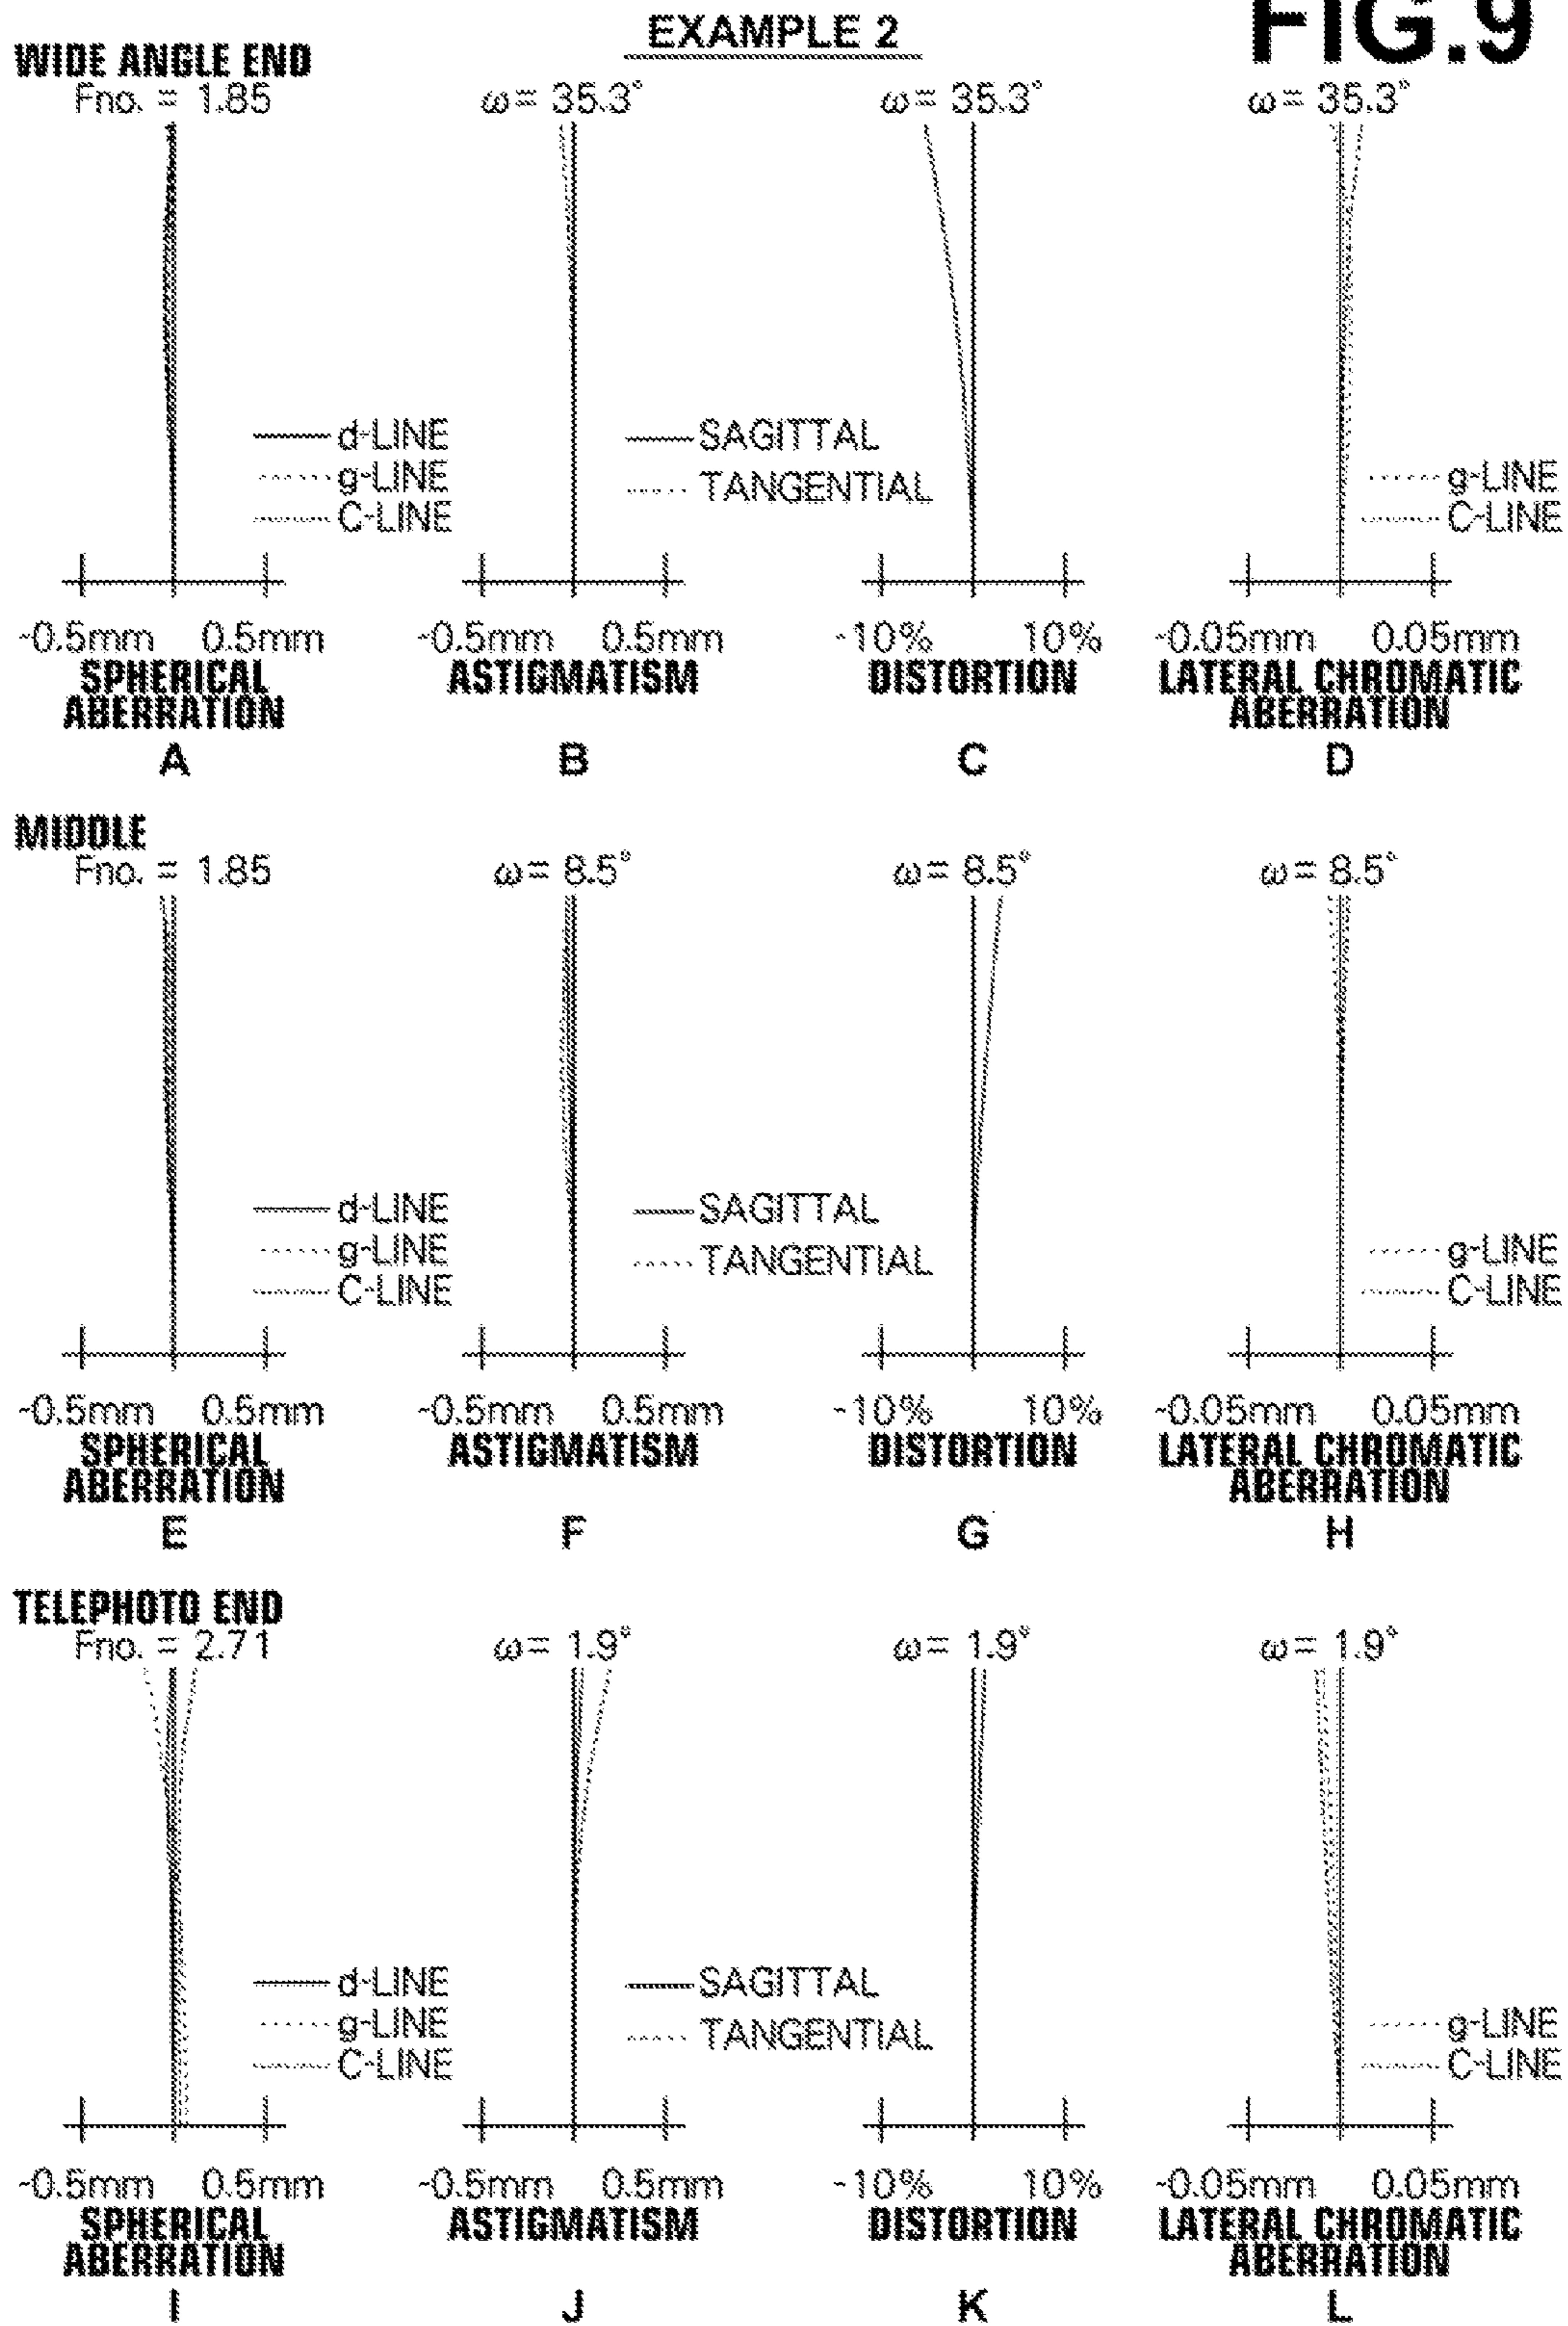 FIG.9
EXAMPLE 2
WIDE ANGLE END
Fno. = 1.85
ω= 35.3°
ω= 35.3°
ω= 35.3°
d-LINE
g-LINE
C-LINE
SAGITTAL
TANGENTIAL
g-LINE
C-LINE
-0.5mm 0.5mm
-0.5mm 0.5mm
-10% 10%
-0.05mm 0.05mm
SPHERICAL
ABERRATION
ASTIGMATISM
DISTORTION
LATERAL CHROMATIC
ABERRATION
A
B
C
D
MIDDLE
Fno. = 1.85
ω= 8.5°
ω= 8.5°
ω= 8.5°
d-LINE
g-LINE
C-LINE
SAGITTAL
TANGENTIAL
g-LINE
C-LINE
-0.5mm 0.5mm
-0.5mm 0.5mm
-10% 10%
-0.05mm 0.05mm
SPHERICAL
ABERRATION
ASTIGMATISM
DISTORTION
LATERAL CHROMATIC
ABERRATION
E
F
G
H
TELEPHOTO END
Fno. = 2.71
ω= 1.9°
ω= 1.9°
ω= 1.9°
d-LINE
g-LINE
C-LINE
SAGITTAL
TANGENTIAL
g-LINE
C-LINE
-0.5mm 0.5mm
-0.5mm 0.5mm
-10% 10%
-0.05mm 0.05mm
SPHERICAL
ABERRATION
ASTIGMATISM
DISTORTION
LATERAL CHROMATIC
ABERRATION
I
J
K
L